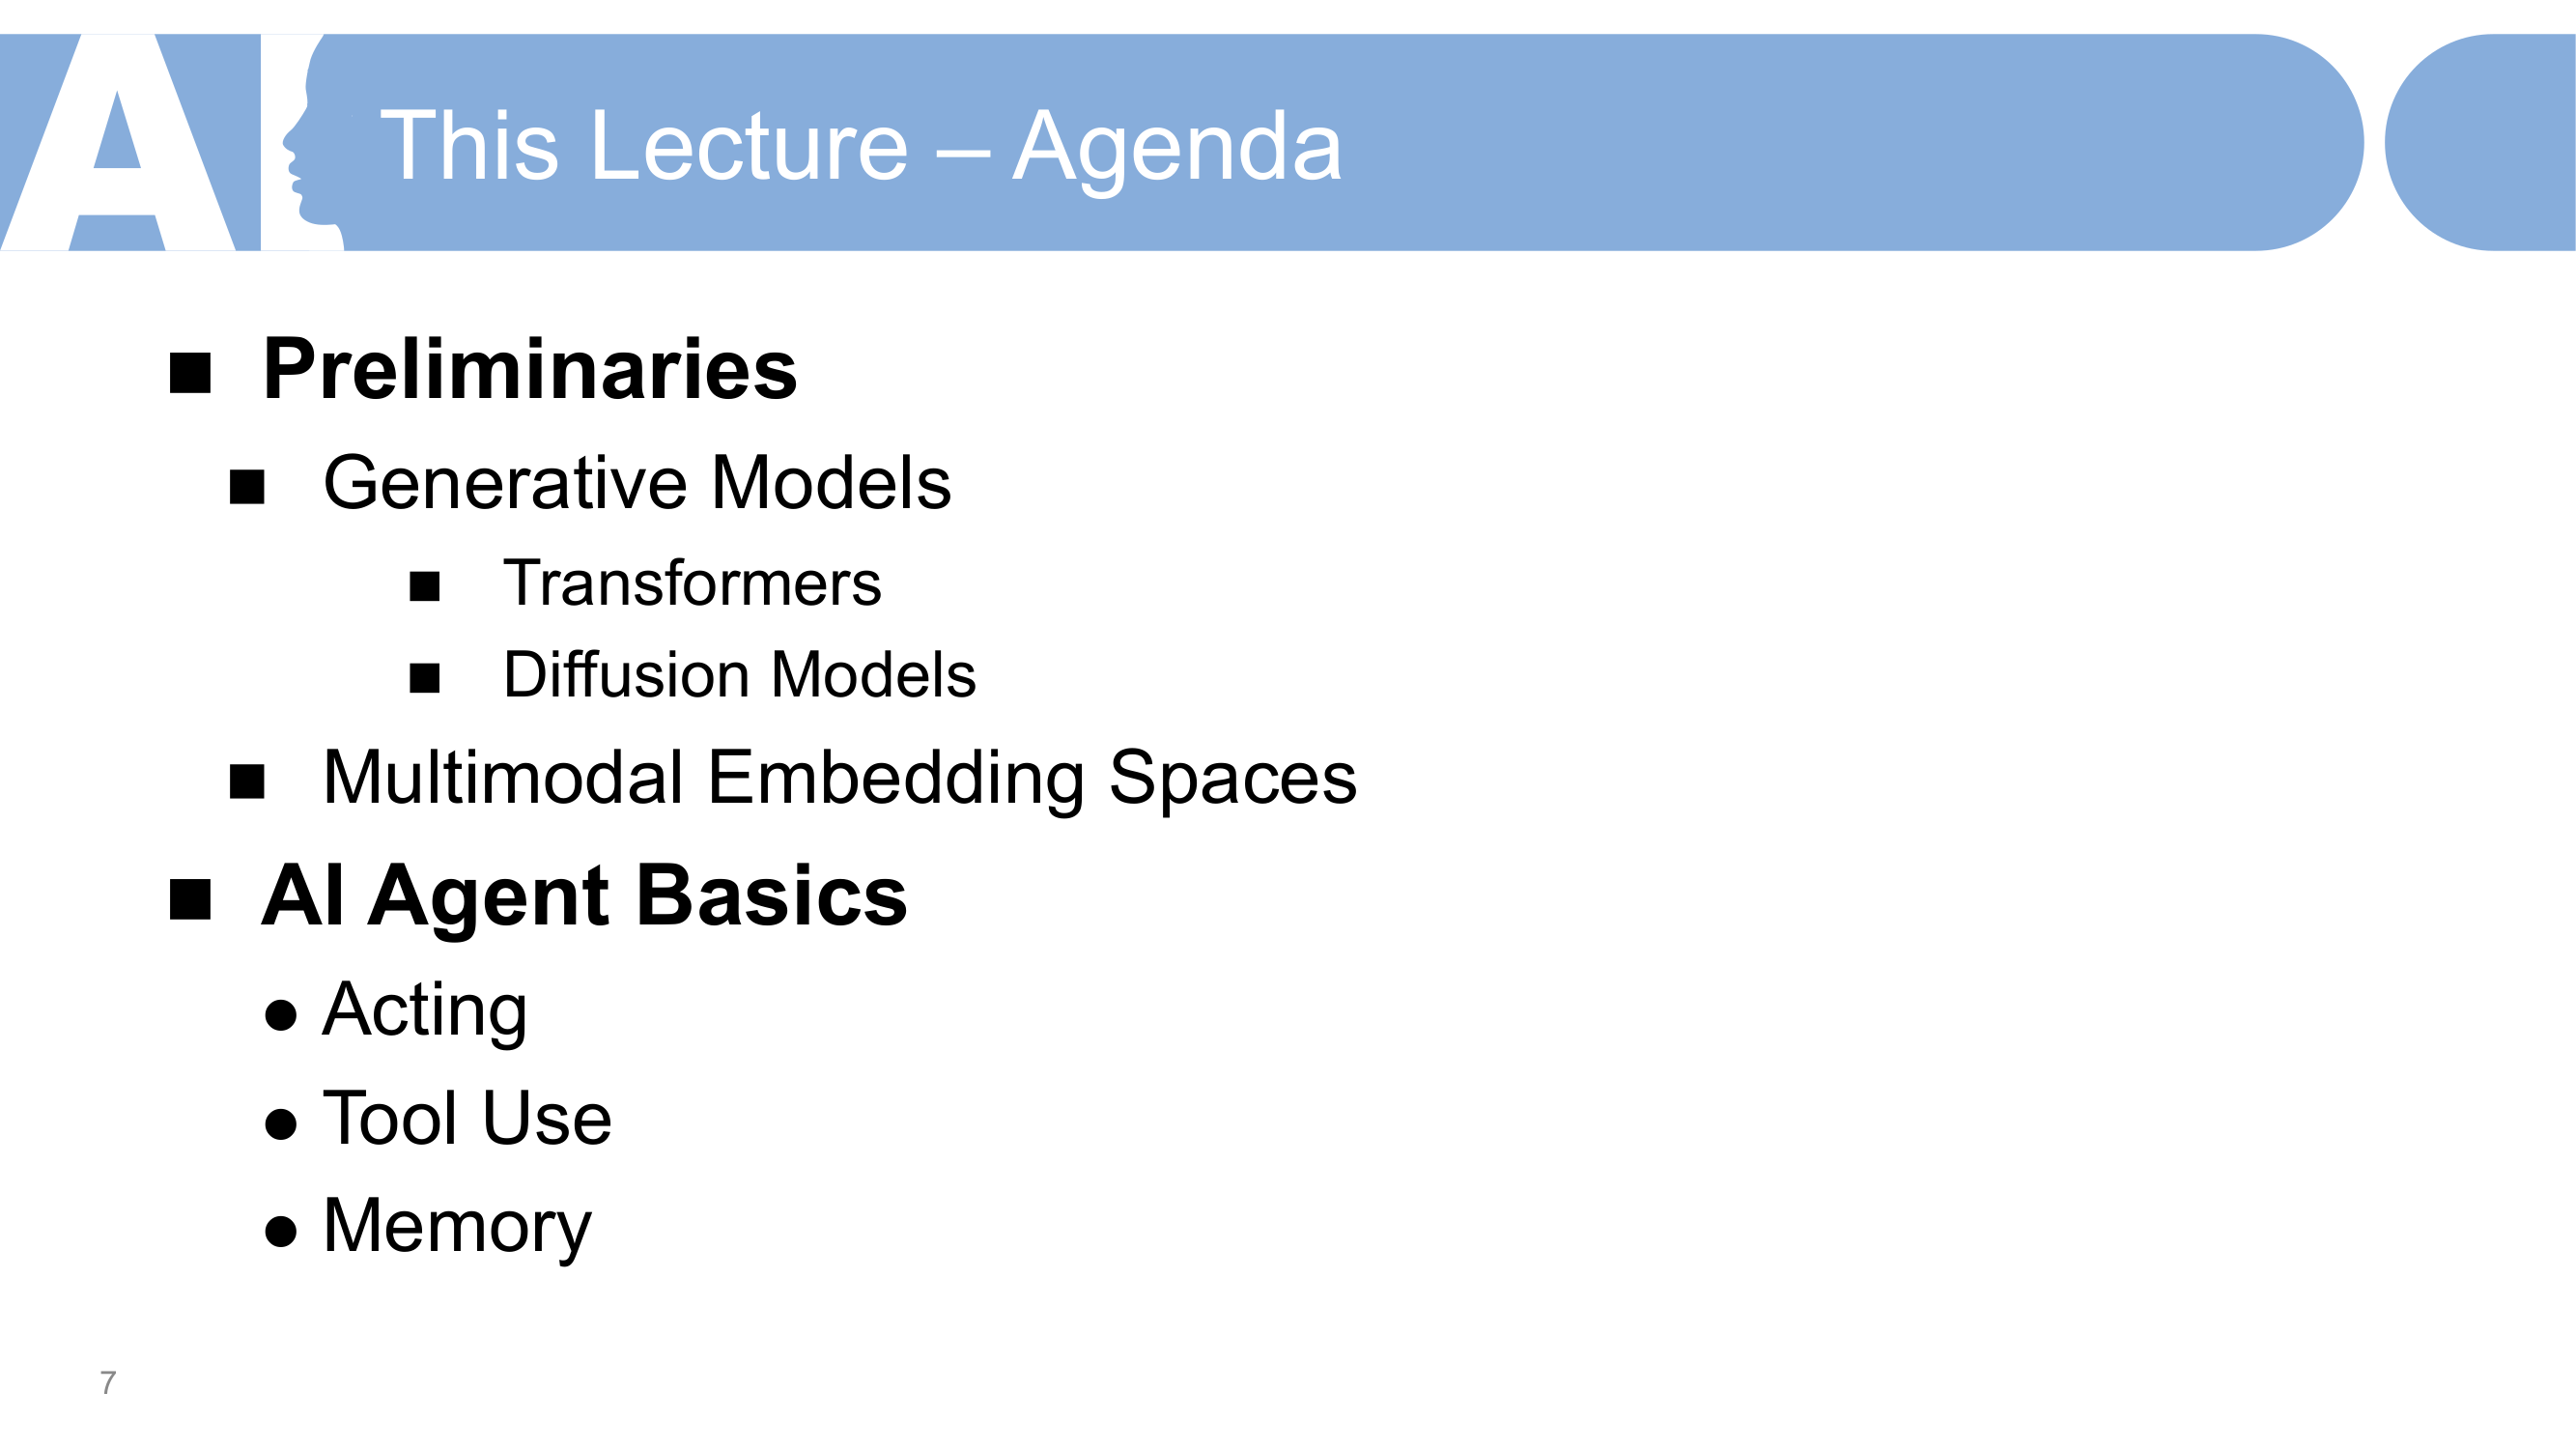 AI
This Lecture – Agenda
■ Preliminaries
■ Generative Models
■ Transformers
■ Diffusion Models
■ Multimodal Embedding Spaces
■ AI Agent Basics
● Acting
● Tool Use
● Memory
7